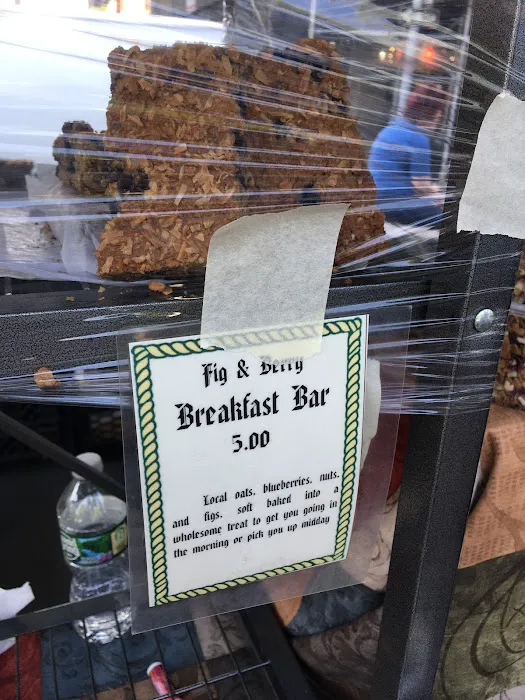 Fig & Berry
Breakfast Bar
5.00
Local oats, blueberries, nuts,
and figs, soft baked into a
wholesome treat to get you going in
the morning or pick you up midday